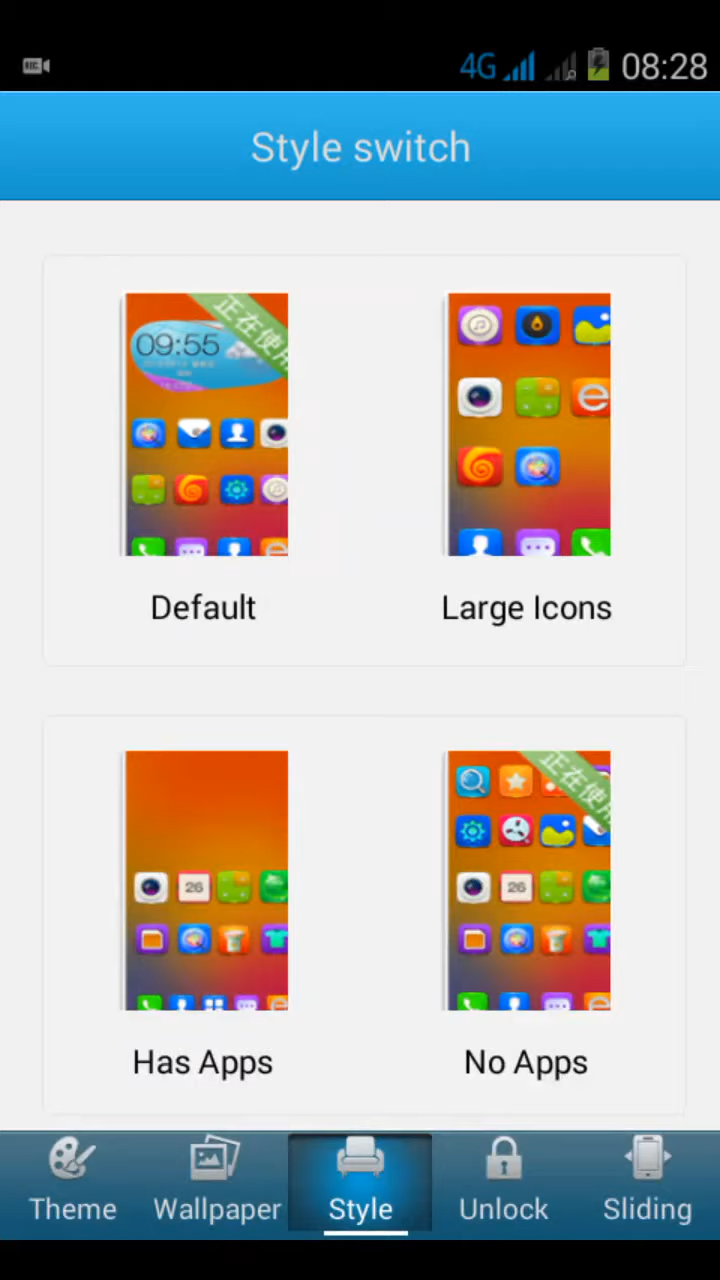 4G 08:28
Style switch
正在使用
09:55
Default
Large Icons
正在使用
26
26
Has Apps
No Apps
Theme
Wallpaper
Style
Unlock
Sliding